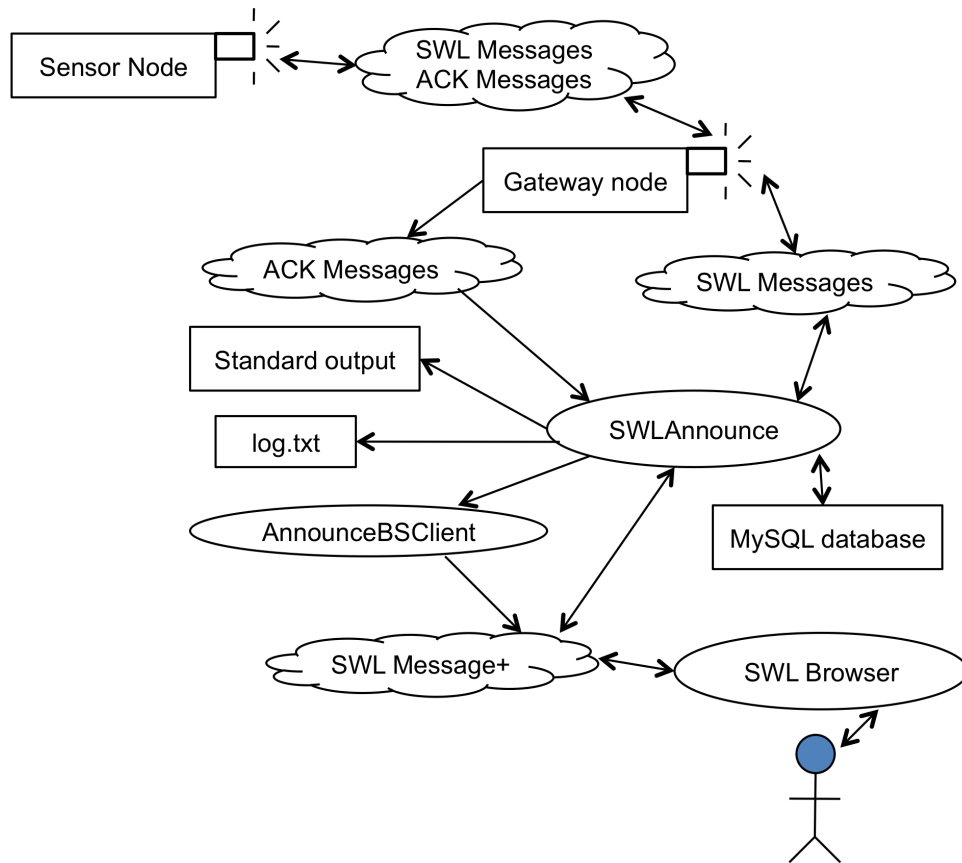 SWL Messages
ACK Messages
Sensor Node
Gateway node
ACK Messages
SWL Messages
Standard output
SWLAnnounce
log.txt
AnnounceBSClient
MySQL database
SWL Message+
SWL Browser